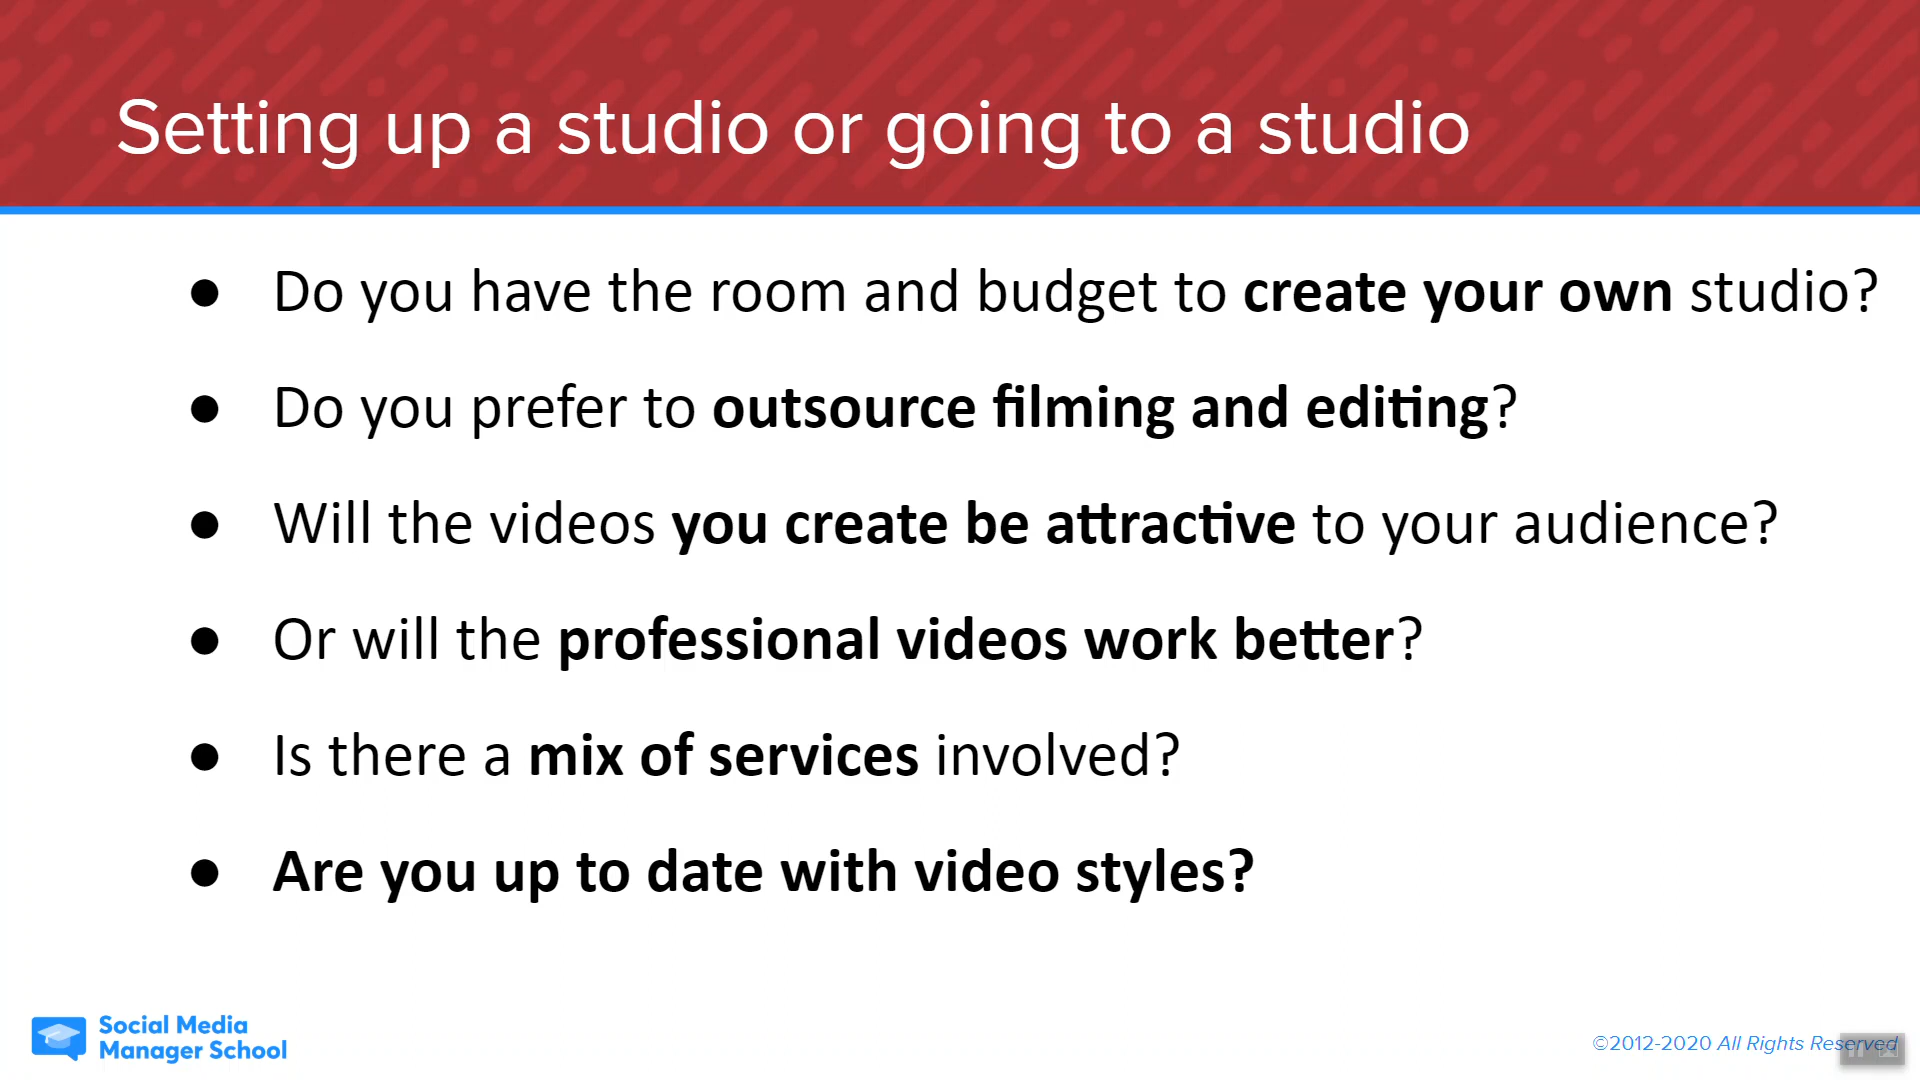 Setting up a studio or going to a studio
● Do you have the room and budget to create your own studio?
● Do you prefer to outsource filming and editing?
● Will the videos you create be attractive to your audience?
● Or will the professional videos work better?
● Is there a mix of services involved?
● Are you up to date with video styles?
Social Media
Manager School
©2012-2020 All Rights Reserved